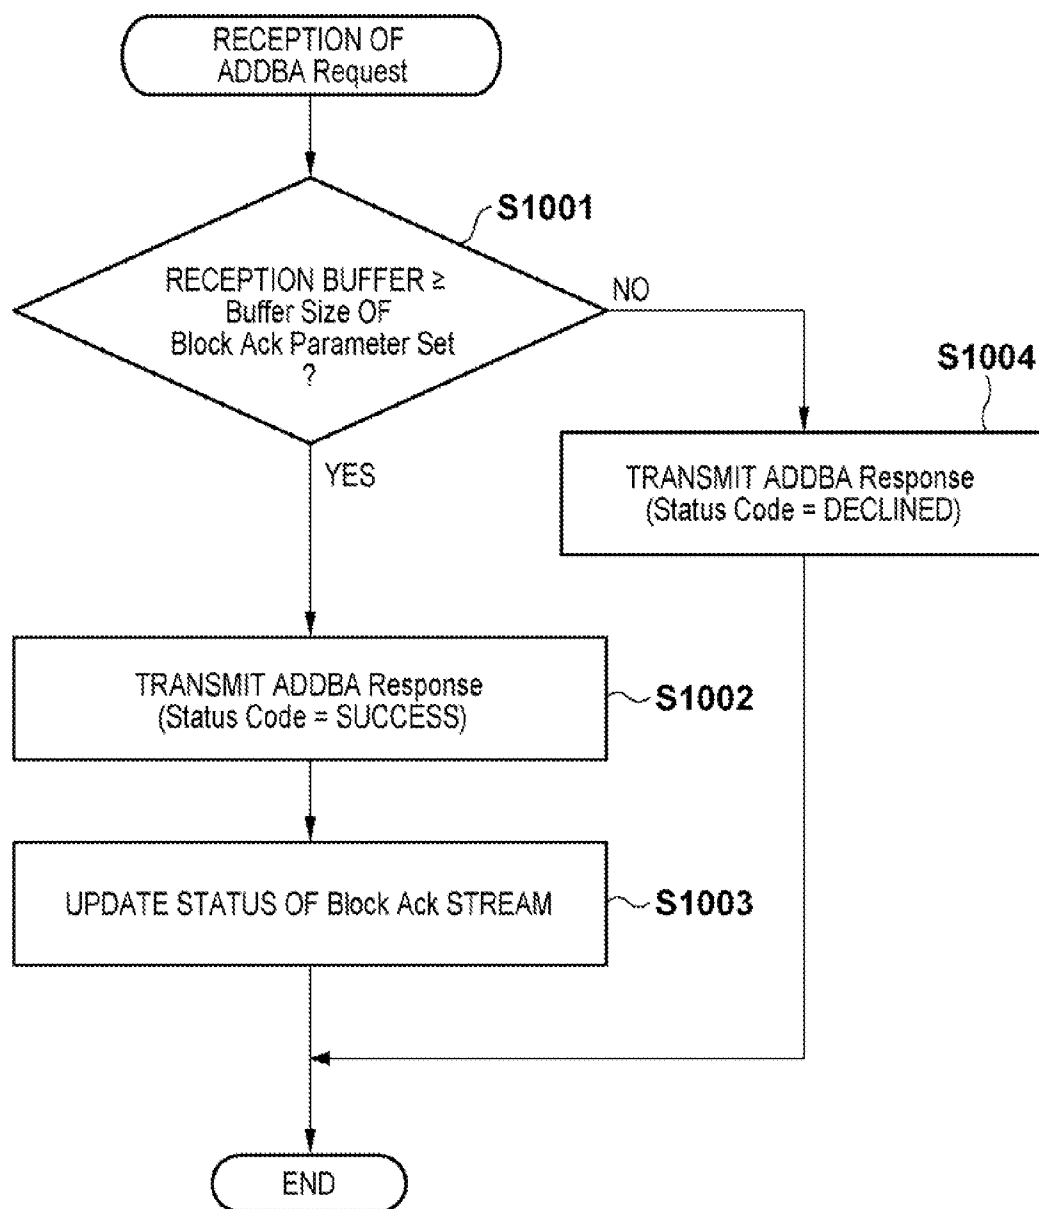 RECEPTION OF
ADDBA Request
S1001
RECEPTION BUFFER ≥
Buffer Size OF
Block Ack Parameter Set
?
NO
S1004
YES
TRANSMIT ADDBA Response
(Status Code = DECLINED)
TRANSMIT ADDBA Response
(Status Code = SUCCESS)
S1002
UPDATE STATUS OF Block Ack STREAM
S1003
END